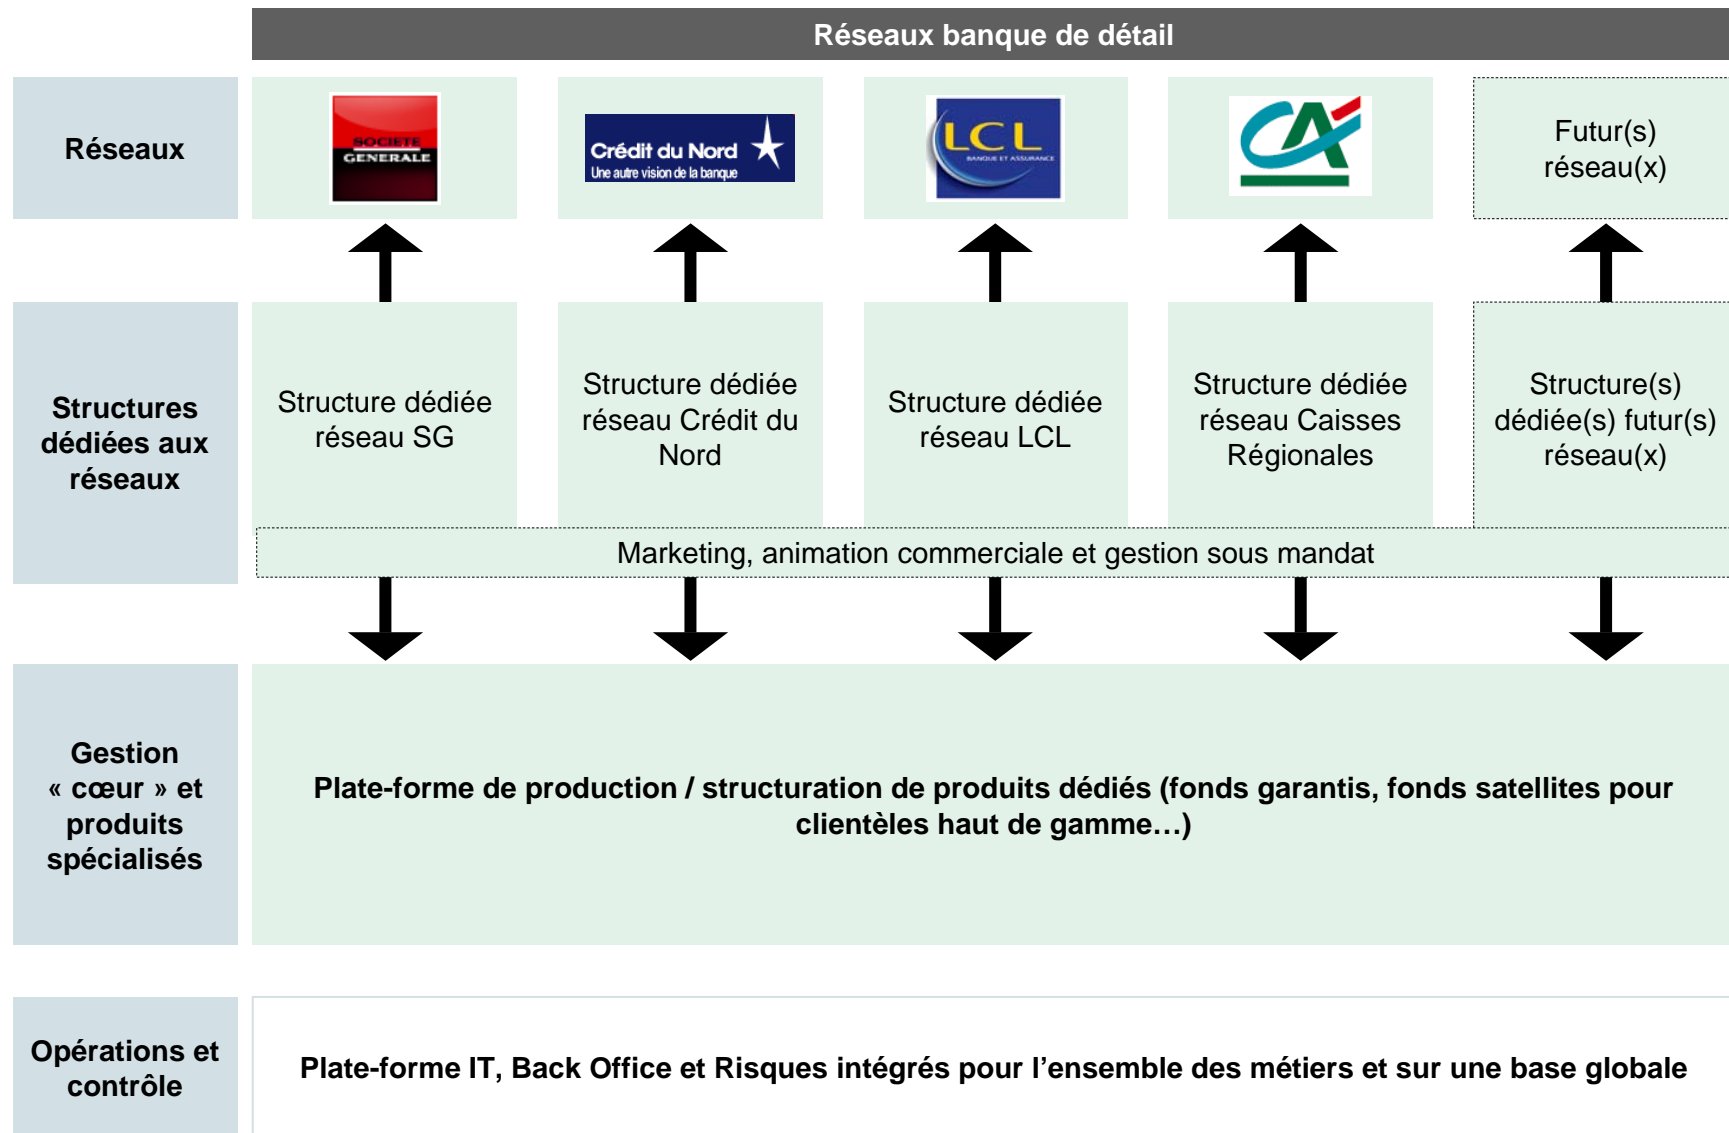 Réseaux banque de détail
Réseaux
SOCIETE
GENERALE
Crédit du Nord
Une autre vision de la banque
LCL
BANQUE ET ASSURANCE
CA
Futur(s)
réseau(x)
Structures
dédiées aux
réseaux
Structure dédiée
réseau SG
Structure dédiée
réseau Crédit du
Nord
Structure dédiée
réseau LCL
Structure dédiée
réseau Caisses
Régionales
Structure(s)
dédiée(s) futur(s)
réseau(x)
Marketing, animation commerciale et gestion sous mandat
Gestion
« cœur » et
produits
spécialisés
Plate-forme de production / structuration de produits dédiés (fonds garantis, fonds satellites pour
clientèles haut de gamme…)
Opérations et
contrôle
Plate-forme IT, Back Office et Risques intégrés pour l’ensemble des métiers et sur une base globale